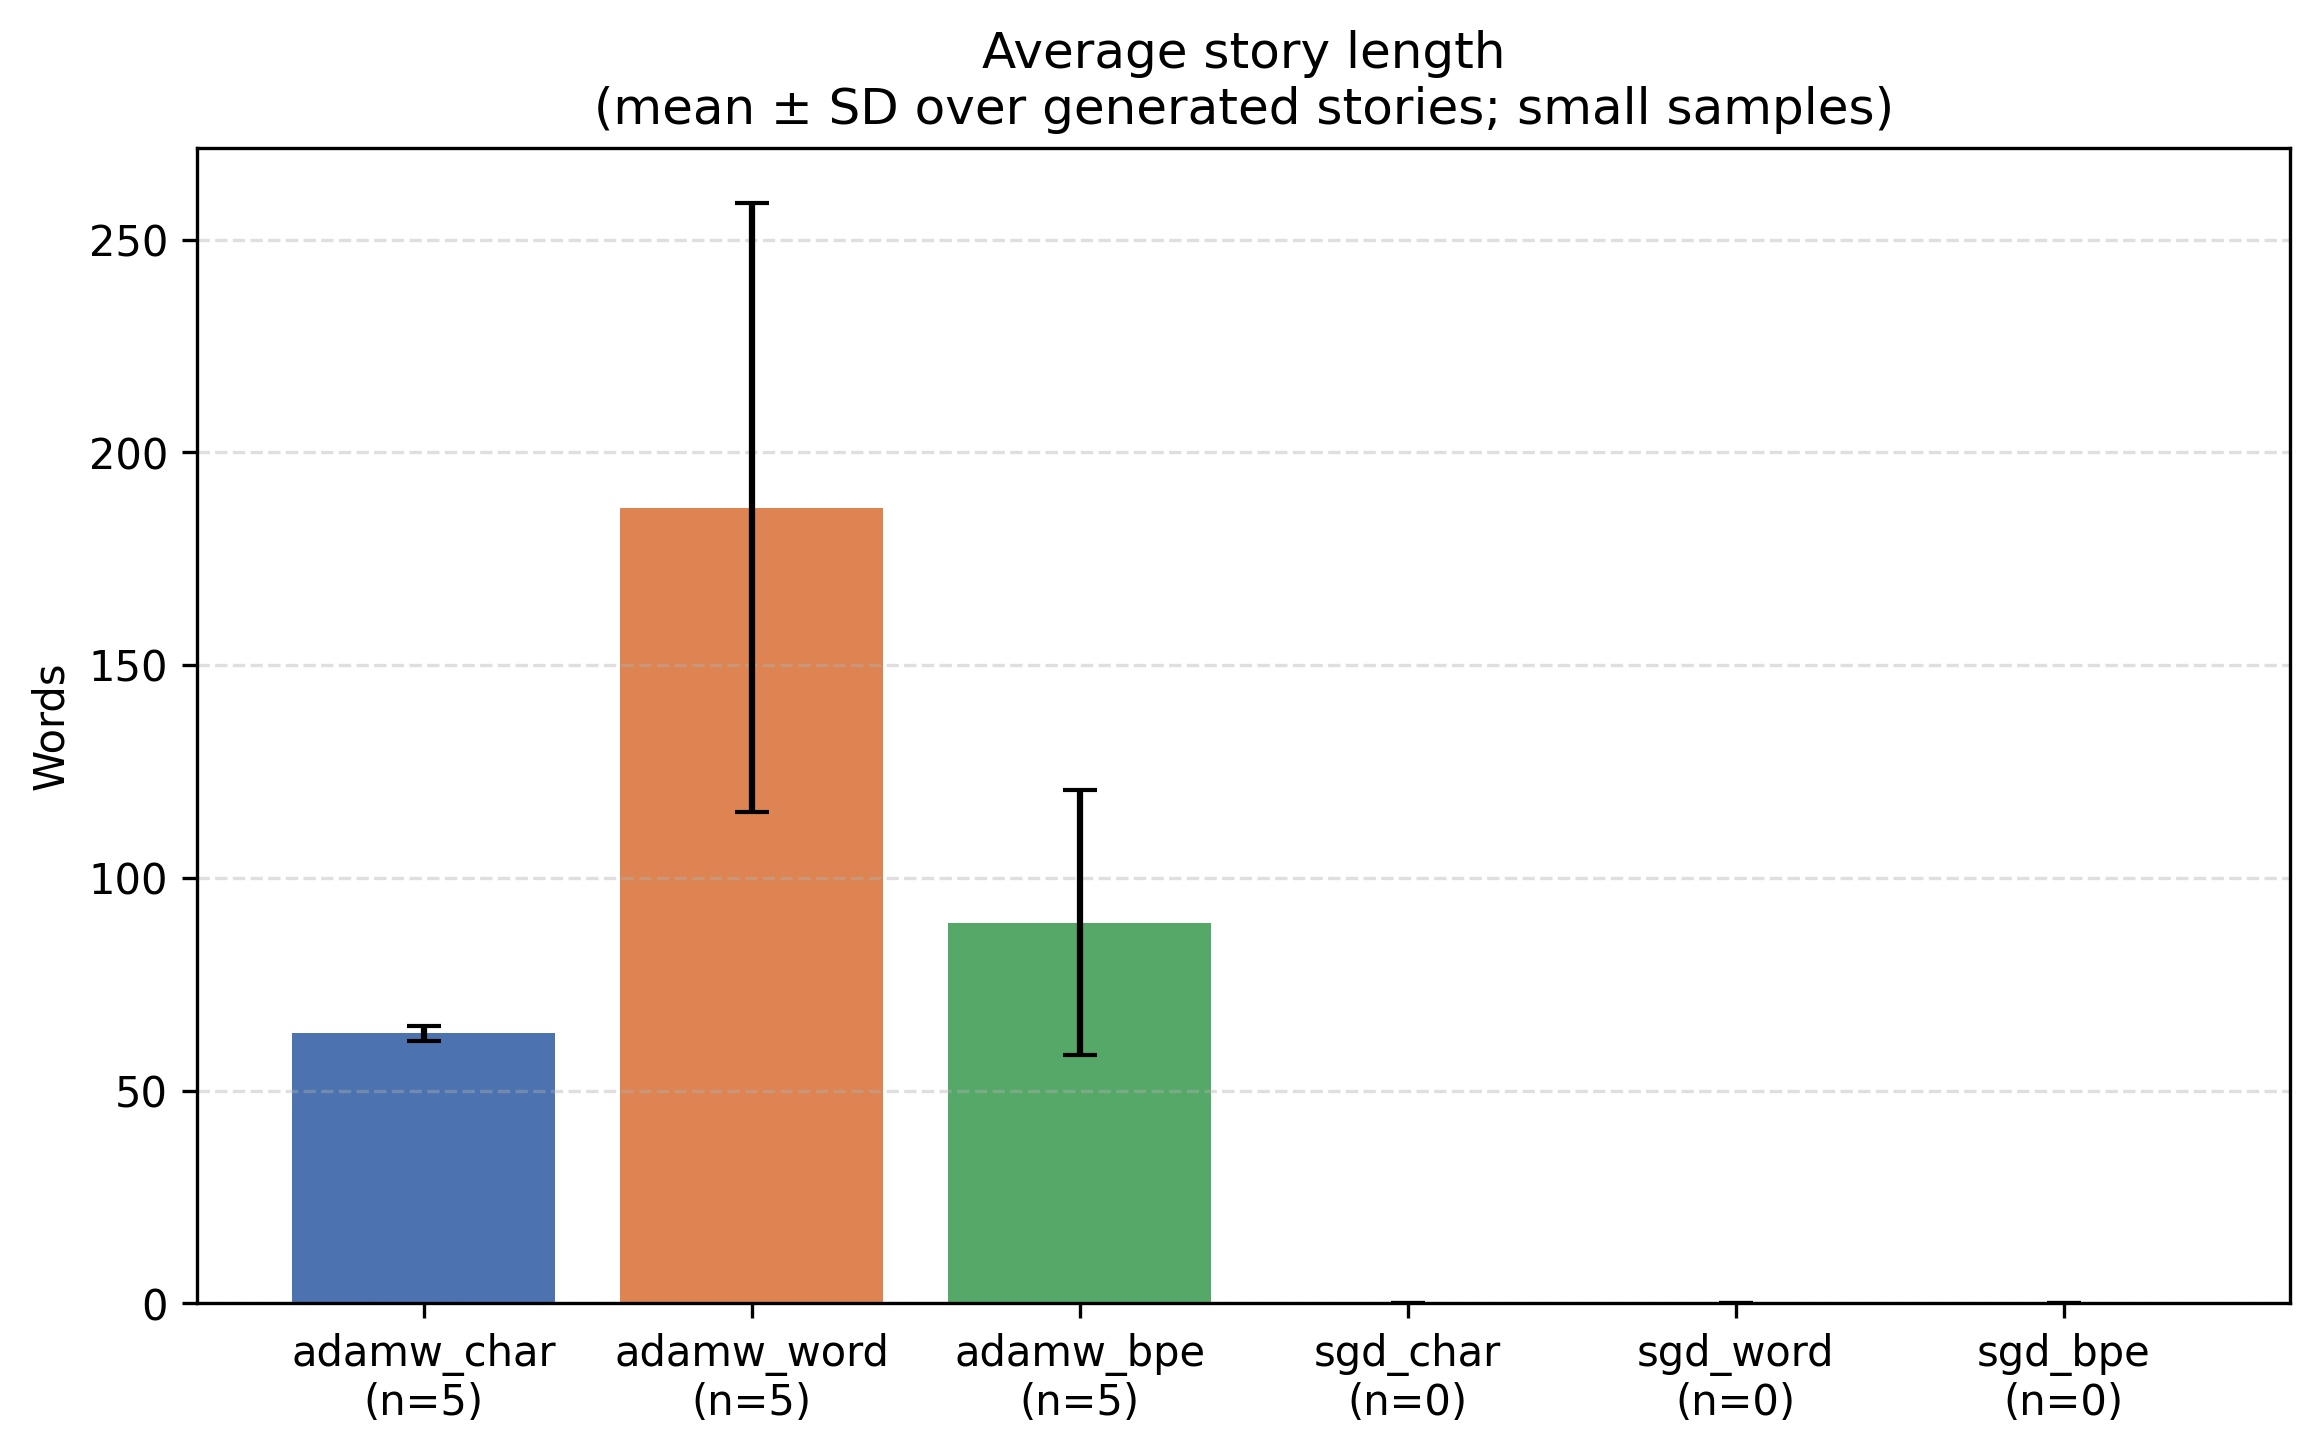 Average story length
(mean ± SD over generated stories; small samples)
Words
250
200
150
100
50
0
adamw_char
(n=5)
adamw_word
(n=5)
adamw_bpe
(n=5)
sgd_char
(n=0)
sgd_word
(n=0)
sgd_bpe
(n=0)